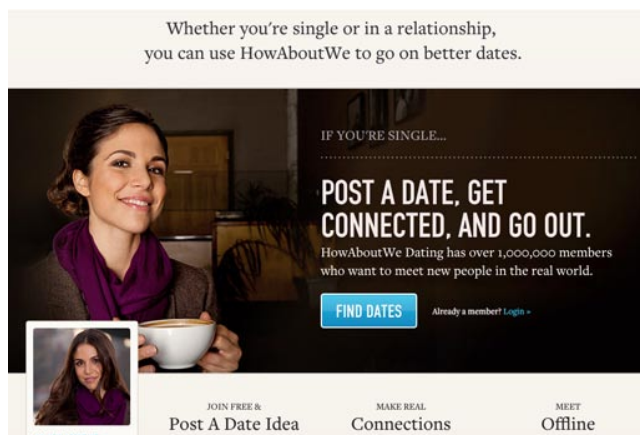 Whether you're single or in a relationship,
you can use HowAboutWe to go on better dates.
IF YOU'RE SINGLE...
POST A DATE, GET
CONNECTED, AND GO OUT.
HowAboutWe Dating has over 1,000,000 members
who want to meet new people in the real world.
FIND DATES
Already a member? Login »
JOIN FREE &
Post A Date Idea
MAKE REAL
Connections
MEET
Offline